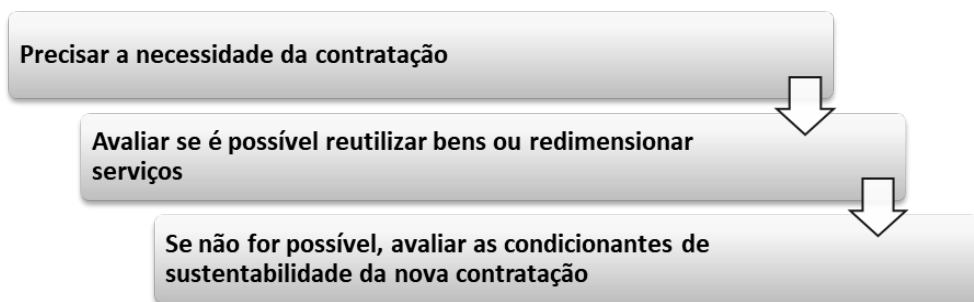 Precisar a necessidade da contratação
Avaliar se é possível reutilizar bens ou redimensionar
serviços
Se não for possível, avaliar as condicionantes de
sustentabilidade da nova contratação